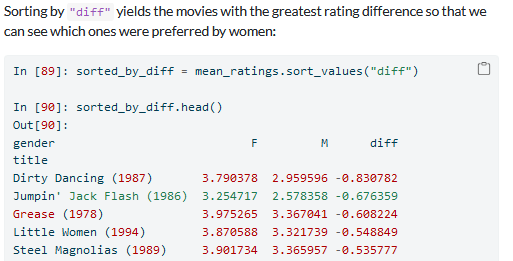 Sorting by "diff" yields the movies with the greatest rating difference so that we
can see which ones were preferred by women:
In [89]: sorted_by_diff = mean_ratings.sort_values("diff")
In [90]: sorted_by_diff.head()
Out[90]:
gender F M diff
title
Dirty Dancing (1987) 3.790378 2.959596 -0.830782
Jumpin' Jack Flash (1986) 3.254717 2.578358 -0.676359
Grease (1978) 3.975265 3.367041 -0.608224
Little Women (1994) 3.870588 3.321739 -0.548849
Steel Magnolias (1989) 3.901734 3.365957 -0.535777